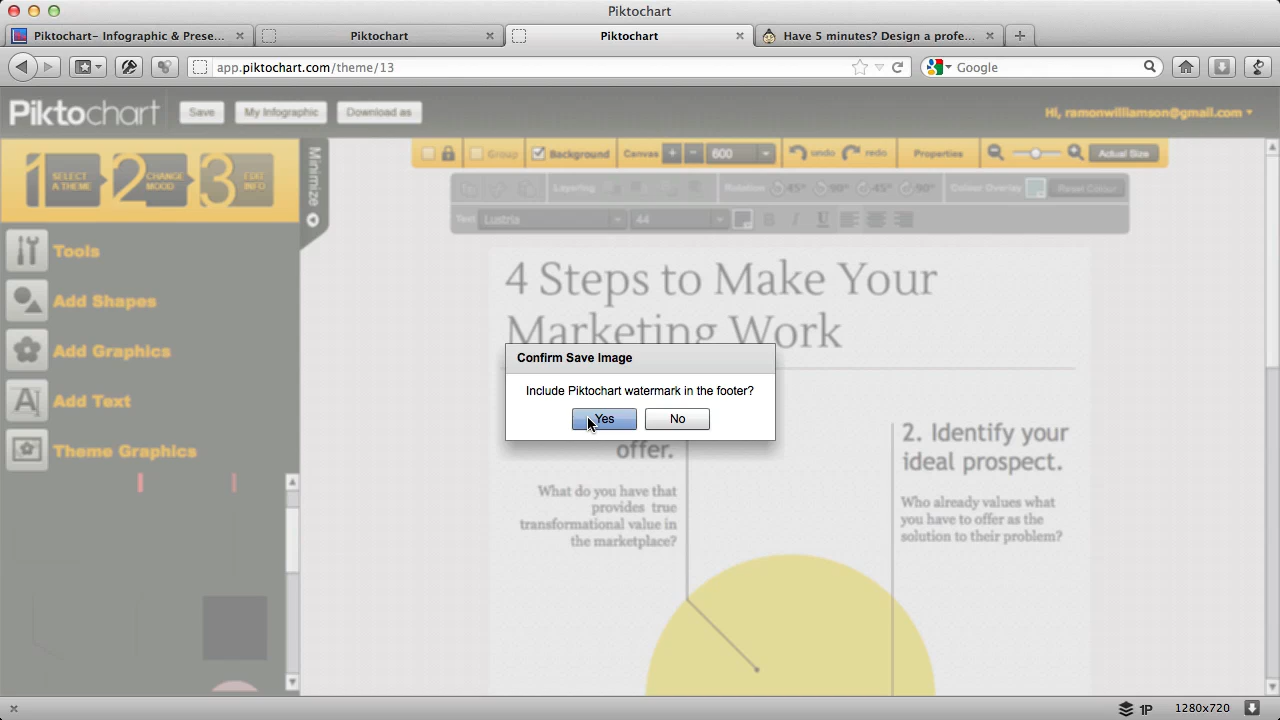 Piktochart
Piktochart- Infographic & Prese...
Piktochart
Piktochart
Have 5 minutes? Design a profe...
app.piktochart.com/theme/13
Google
Piktochart
Save
My Infographic
Download as
Hi, ramonwilliamson@gmail.com
1 SELECT A THEME
2 CHANGE MOOD
3 EDIT INFO
Minimize
Group
Background
Canvas
+
-
600
undo
redo
Properties
Actual Size
Layering
Rotation
45°
90°
45°
90°
Colour Overlay
Reset Colour
Text
Lustria
44
B
I
U
Tools
Add Shapes
Add Graphics
Add Text
Theme Graphics
4 Steps to Make Your
Marketing Work
Confirm Save Image
Include Piktochart watermark in the footer?
Yes
No
offer.
What do you have that
provides true
transformational value in
the marketplace?
2. Identify your
ideal prospect.
Who already values what
you have to offer as the
solution to their problem?
1P
1280x720